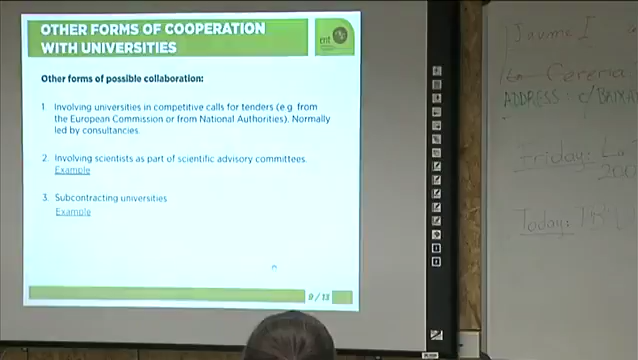 OTHER FORMS OF COOPERATION
WITH UNIVERSITIES
ent
Other forms of possible collaboration:
1 Involving universities in competitive calls for tenders (e.g. from
the European Commission or from National Authorities). Normally
led by consultancies.
2. Involving scientists as part of scientific advisory committees.
Example
3. Subcontracting universities
Example
9 / 13
Jaume I
ADDRESS: C/
Friday:
Today: